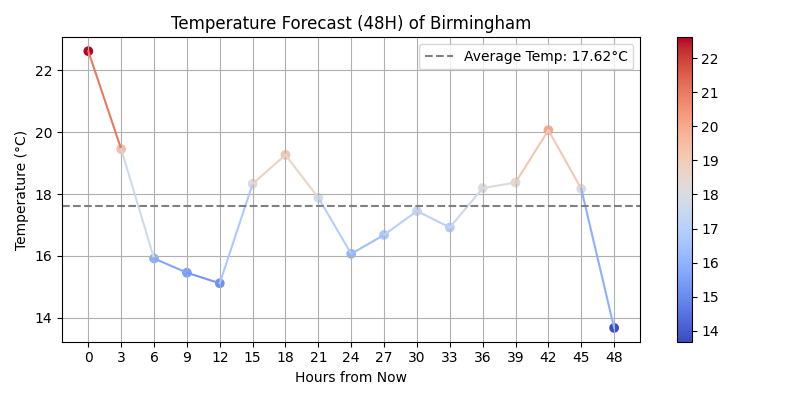 Temperature Forecast (48H) of Birmingham
Average Temp: 17.62°C
Temperature (°C)
22
20
18
16
14
0 3 6 9 12 15 18 21 24 27 30 33 36 39 42 45 48
Hours from Now
22
21
20
19
18
17
16
15
14